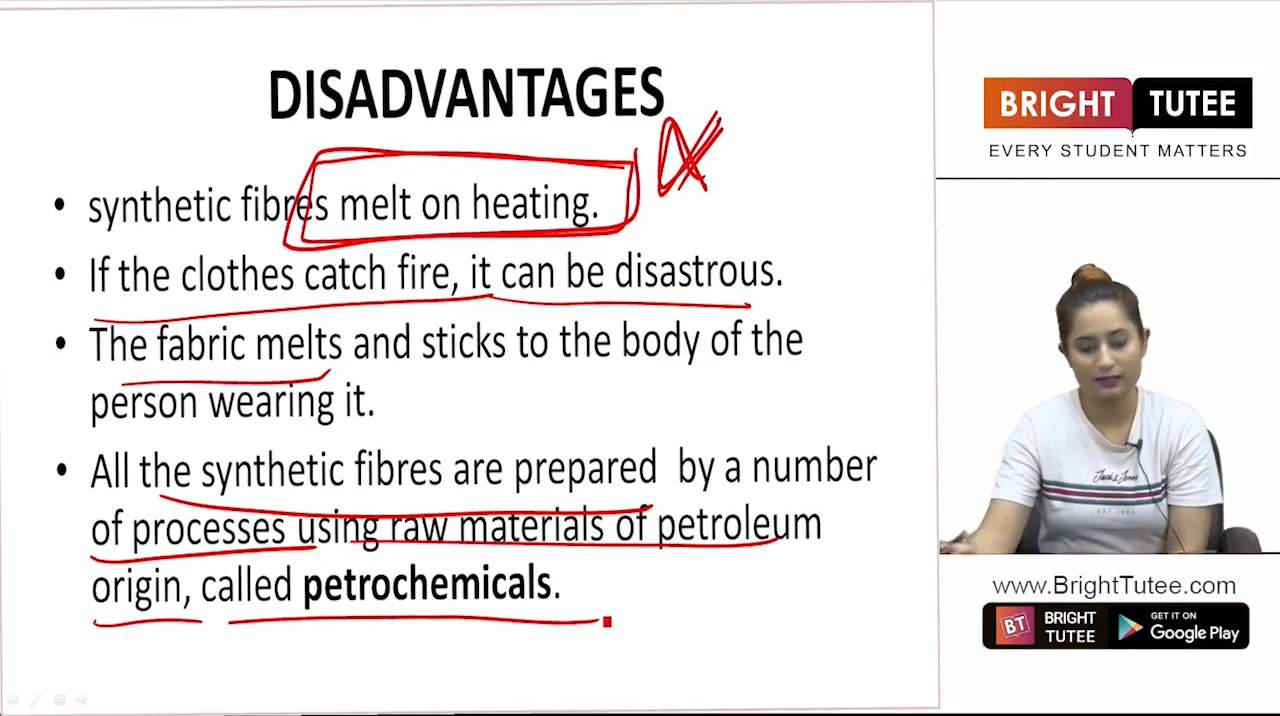 DISADVANTAGES
• synthetic fibres melt on heating.
• If the clothes catch fire, it can be disastrous.
• The fabric melts and sticks to the body of the
person wearing it.
• All the synthetic fibres are prepared by a number
of processes using raw materials of petroleum
origin, called petrochemicals.
BRIGHT TUTEE
EVERY STUDENT MATTERS
Jack & Jones
www.BrightTutee.com
BT
BRIGHT
TUTEE
GET IT ON
Google Play